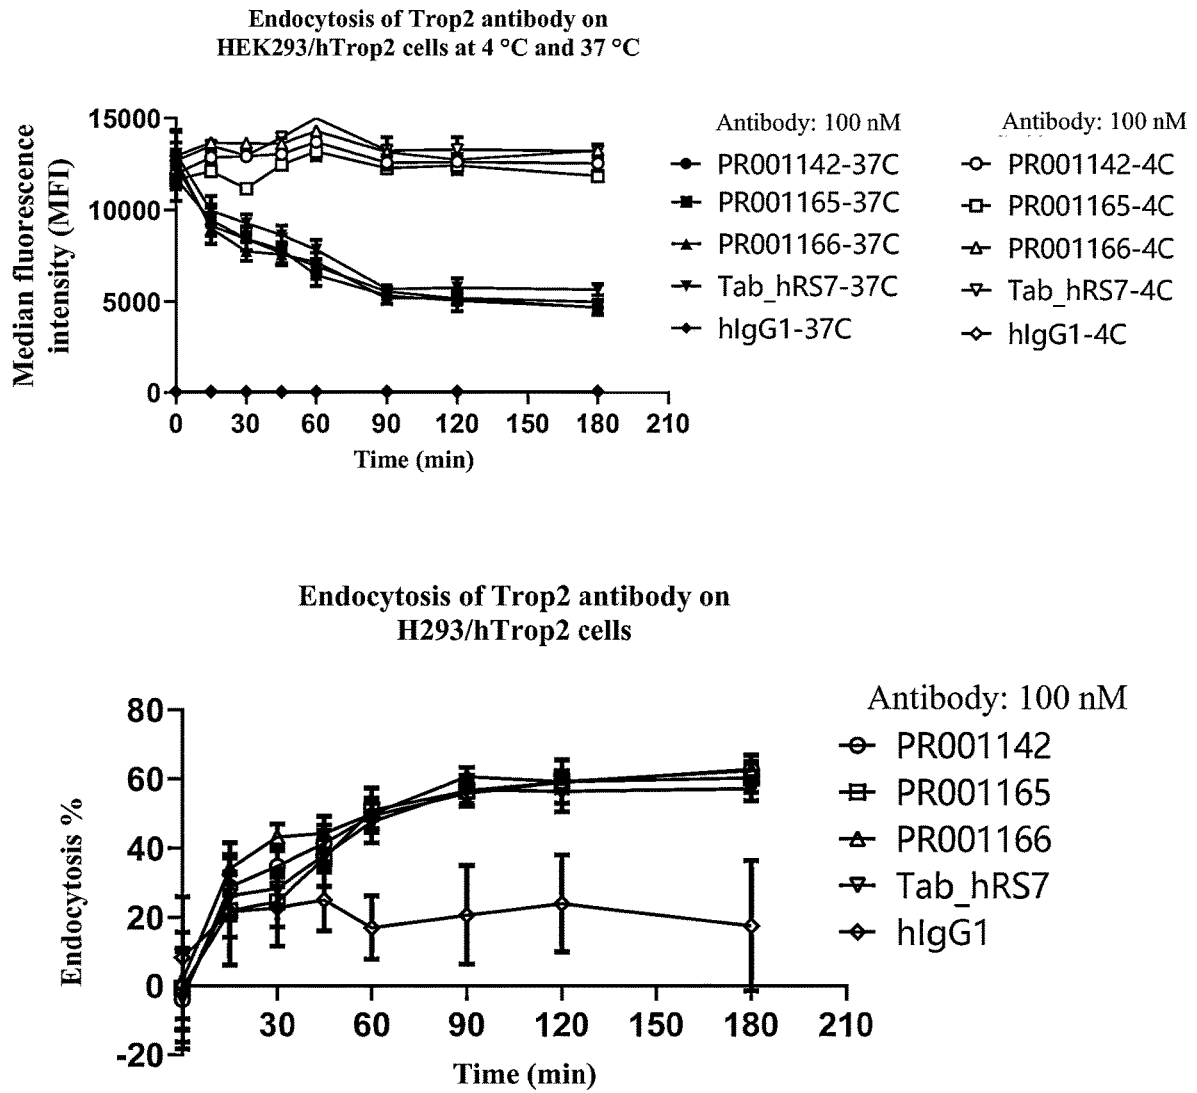 Endocytosis of Trop2 antibody on
HEK293/hTrop2 cells at 4 °C and 37 °C
Median fluorescence
intensity (MFI)
15000
10000
5000
0
0 30 60 90 120 150 180 210
Time (min)
Antibody: 100 nM
PR001142-37C
PR001165-37C
PR001166-37C
Tab_hRS7-37C
hIgG1-37C
Antibody: 100 nM
PR001142-4C
PR001165-4C
PR001166-4C
Tab_hRS7-4C
hIgG1-4C
Endocytosis of Trop2 antibody on
H293/hTrop2 cells
Endocytosis %
80
60
40
20
0
-20
30 60 90 120 150 180 210
Time (min)
Antibody: 100 nM
PR001142
PR001165
PR001166
Tab_hRS7
hIgG1